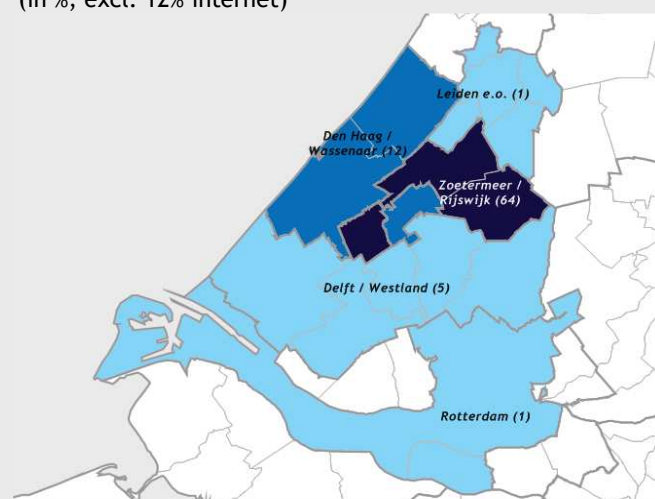 (in %, excl. 12% internet)
Leiden e.o. (1)
Den Haag /
Wassenaar (12)
Zoetermeer /
Rijswijk (64)
Delft / Westland (5)
Rotterdam (1)